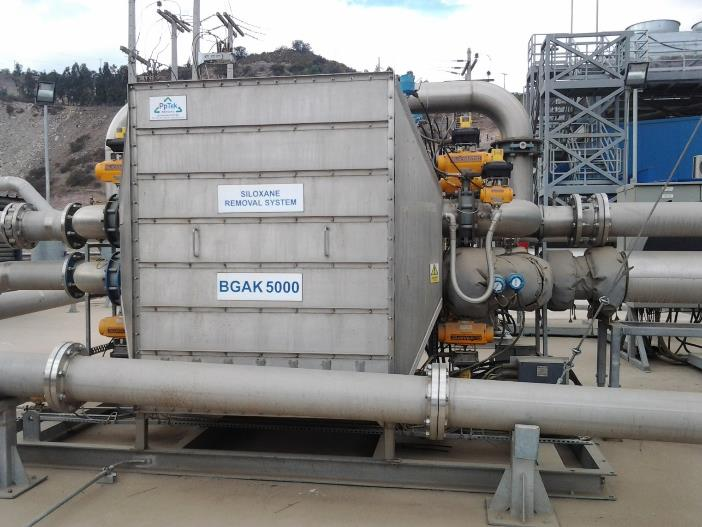 PpTek
SILOXANE
REMOVAL SYSTEM
BGAK 5000